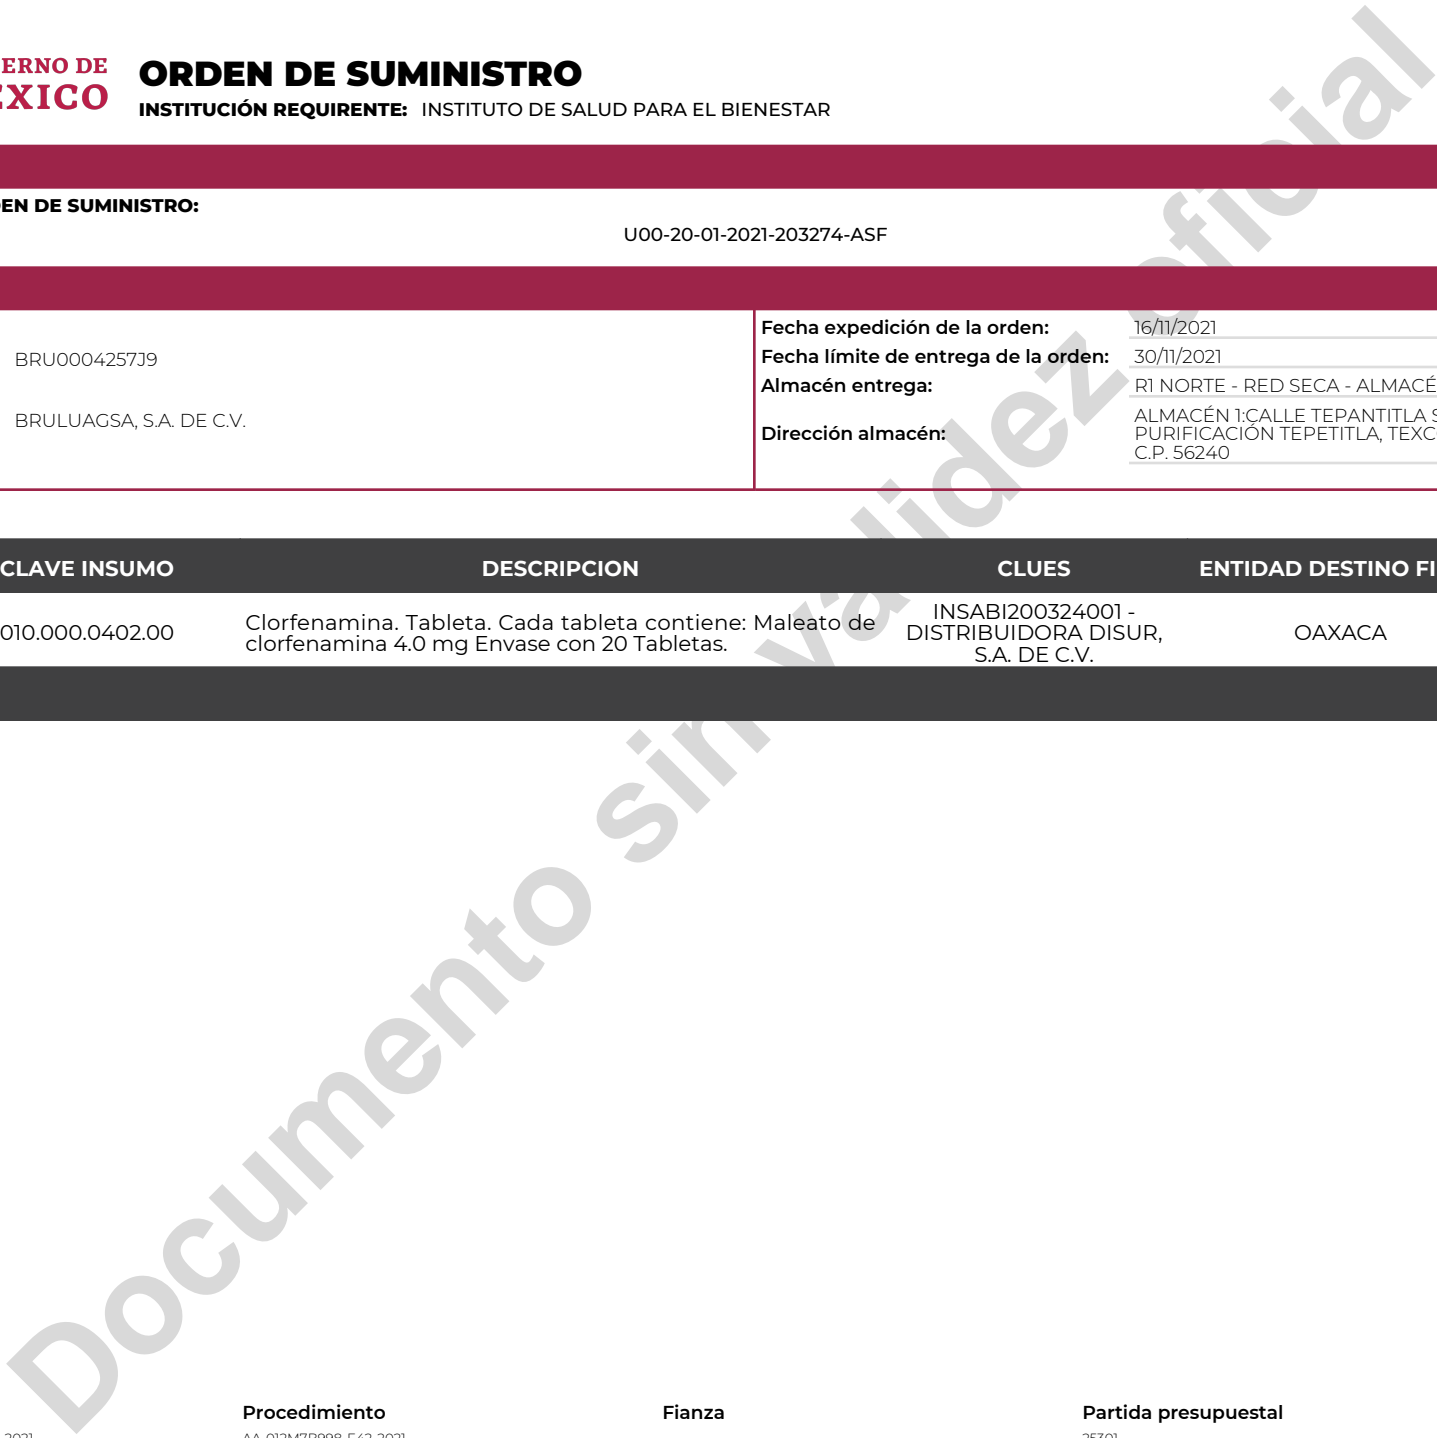 ERNO DE
ORDEN DE SUMINISTRO
INSTITUCIÓN REQUIRENTE: INSTITUTO DE SALUD PARA EL BIENESTAR
EN DE SUMINISTRO:
U00-20-01-2021-203274-ASF
BRU0004257J9
BRULUAGSA, S.A. DE C.V.
Fecha expedición de la orden: 16/11/2021
Fecha límite de entrega de la orden: 30/11/2021
Almacén entrega: R1 NORTE - RED SECA - ALMACÉ
Dirección almacén:
ALMACÉN 1:CALLE TEPANTITLA S
PURIFICACIÓN TEPETITLA, TEXC
C.P. 56240
CLAVE INSUMO DESCRIPCION CLUES ENTIDAD DESTINO FI
010.000.0402.00
Clorfenamina. Tableta. Cada tableta contiene: Maleato de
clorfenamina 4.0 mg Envase con 20 Tabletas.
INSABI200324001 -
DISTRIBUIDORA DISUR,
S.A. DE C.V.
OAXACA
Documento sin validez oficial
Procedimiento Fianza Partida presupuestal